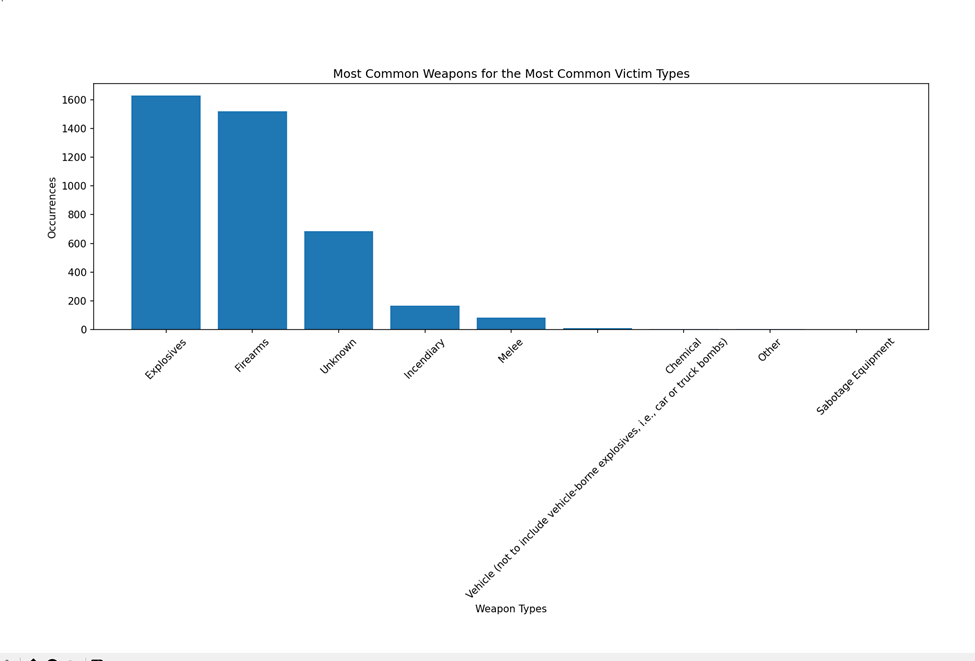 Most Common Weapons for the Most Common Victim Types
1600
1400
1200
1000
800
600
400
200
0
Occurrences
Explosives
Firearms
Unknown
Incendiary
Melee
Vehicle (not to include vehicle-borne explosives, i.e., car or truck bombs)
Chemical
Other
Sabotage Equipment
Weapon Types